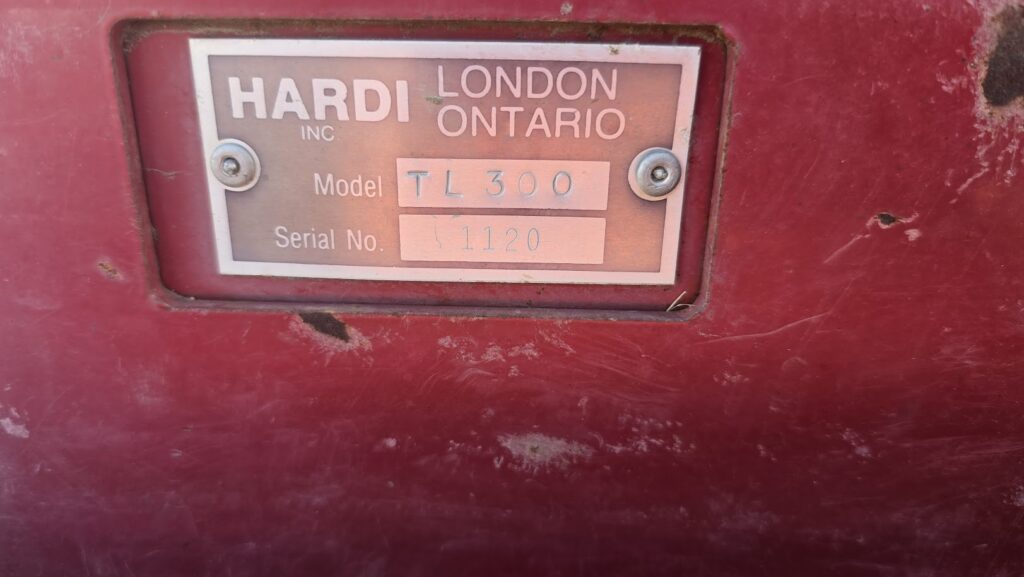 HARDI LONDON
INC ONTARIO
Model TL 300
Serial No. 1120